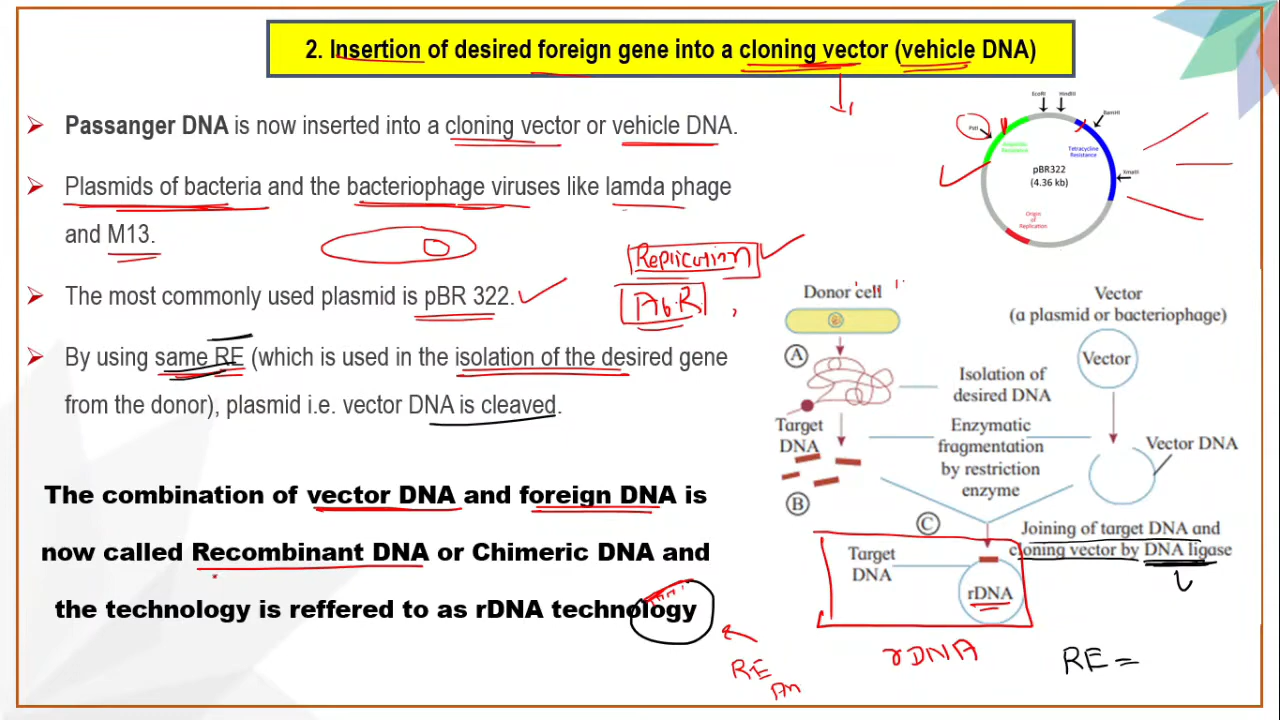 2. Insertion of desired foreign gene into a cloning vector (vehicle DNA)
Passanger DNA is now inserted into a cloning vector or vehicle DNA.
Plasmids of bacteria and the bacteriophage viruses like lamda phage
and M13.
The most commonly used plasmid is pBR 322.
By using same RE (which is used in the isolation of the desired gene
from the donor), plasmid i.e. vector DNA is cleaved.
The combination of vector DNA and foreign DNA is
now called Recombinant DNA or Chimeric DNA and
the technology is reffered to as rDNA technology
Replication
AbR,
RE
EcoRI
HindIII
BamHI
PstI
Tetracycline
Resistance
pBR322
(4.36 kb)
Origin
of
Replication
Donor cell
Vector
(a plasmid or bacteriophage)
A
Vector
Isolation of
desired DNA
Target
DNA
Enzymatic
fragmentation
by restriction
enzyme
Vector DNA
B
C
Joining of target DNA and
cloning vector by DNA ligase
Target
DNA
rDNA
rDNA
RE =